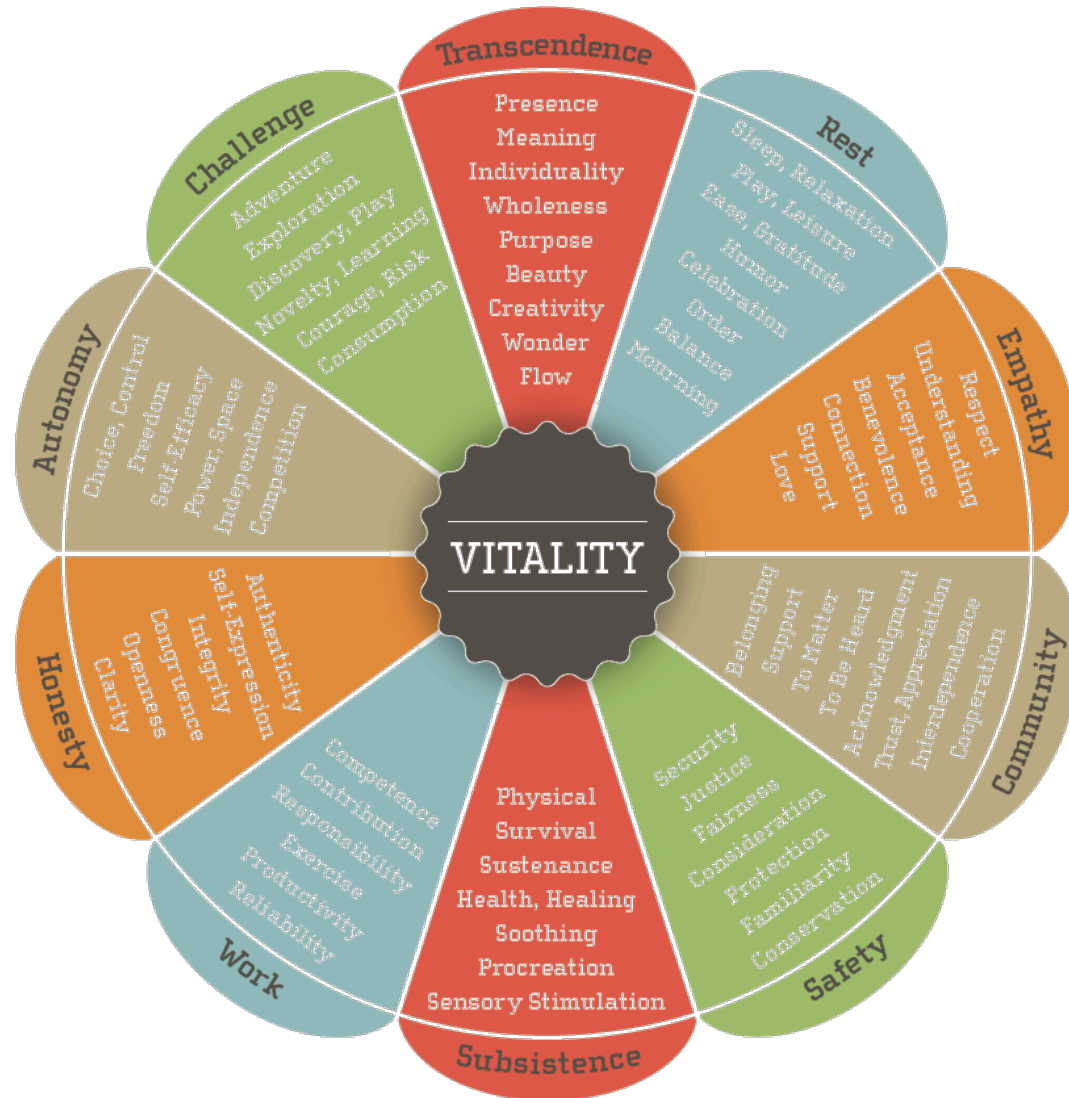 Transcendence
Presence
Meaning
Individuality
Wholeness
Purpose
Beauty
Creativity
Wonder
Flow
Rest
Sleep, Relaxation
Play, Leisure
Ease, Gratitude
Humor
Celebration
Order
Balance
Mourning
Empathy
Respect
Understanding
Acceptance
Benevolence
Connection
Support
Love
Community
Belonging
Support
To Matter
To Be Heard
Acknowledgment
Trust, Appreciation
Interdependence
Cooperation
Safety
Security
Justice
Fairness
Consideration
Protection
Familiarity
Conservation
Subsistence
Physical
Survival
Sustenance
Health, Healing
Soothing
Procreation
Sensory Stimulation
Work
Competence
Contribution
Responsibility
Exercise
Productivity
Reliability
Honesty
Authenticity
Self-Expression
Integrity
Congruence
Openness
Clarity
Autonomy
Choice, Control
Freedom
Self-Efficacy
Power, Space
Independence
Competition
Challenge
Adventure
Exploration
Discovery, Play
Novelty, Learning
Courage, Risk
Consumption
VITALITY